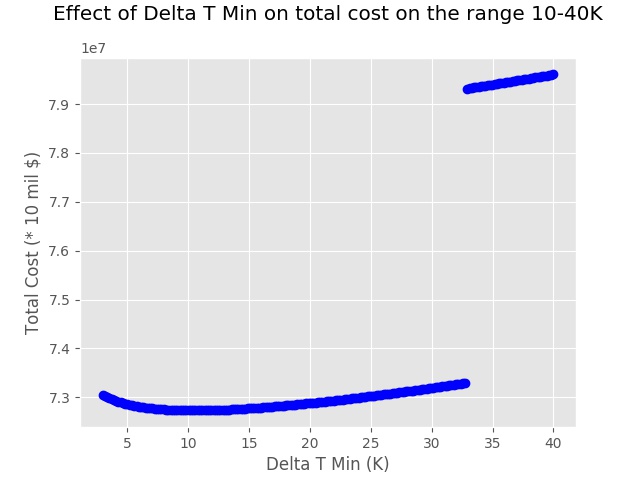 Effect of Delta T Min on total cost on the range 10-40K
1e7
7.9
7.8
7.7
7.6
7.5
7.4
7.3
Total Cost (* 10 mil $)
5 10 15 20 25 30 35 40
Delta T Min (K)